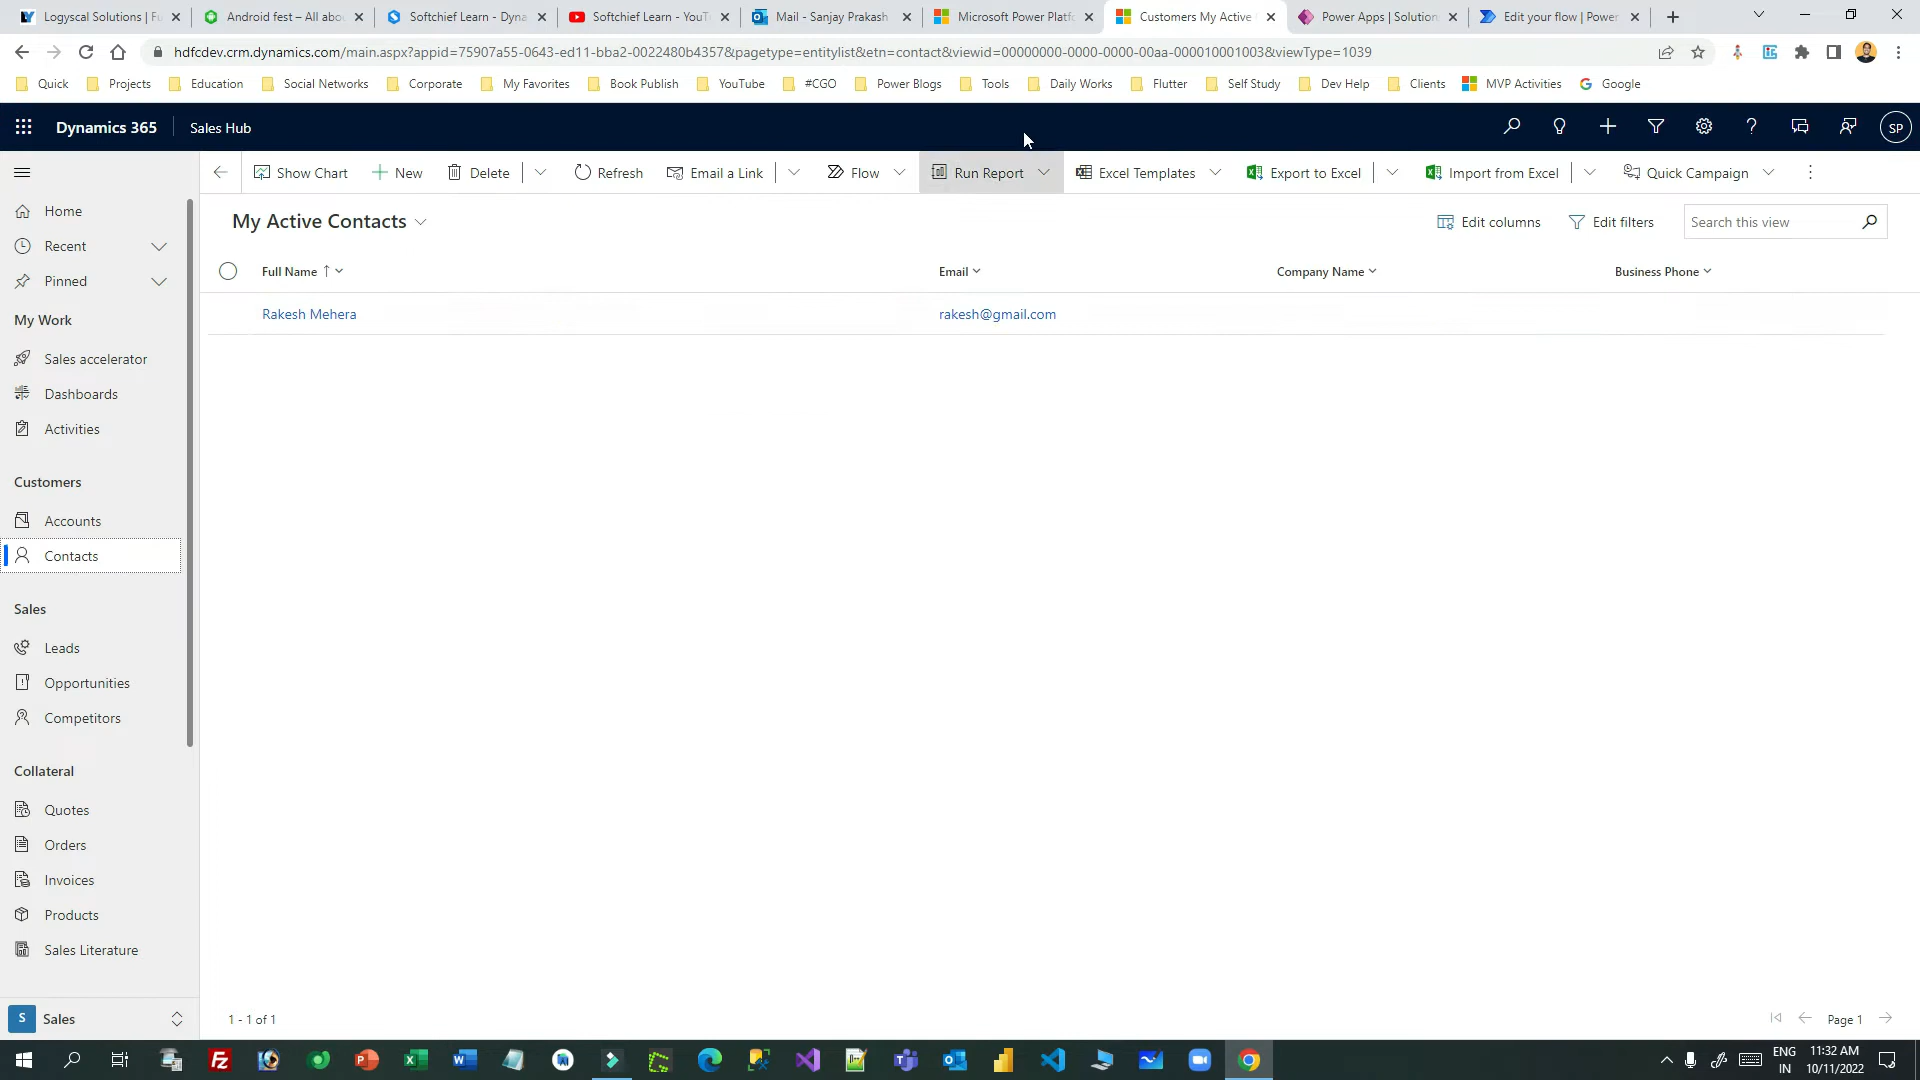 Logyscal Solutions | Fu
Android fest – All abou
Softchief Learn - Dyna
Softchief Learn - YouT
Mail - Sanjay Prakash
Microsoft Power Platfo
Customers My Active
Power Apps | Solution
Edit your flow | Power
hdfcdev.crm.dynamics.com/main.aspx?appid=75907a55-0643-ed11-bba2-0022480b4357&pagetype=entitylist&etn=contact&viewid=00000000-0000-0000-00aa-000010001003&viewType=1039
Quick
Projects
Education
Social Networks
Corporate
My Favorites
Book Publish
YouTube
#CGO
Power Blogs
Tools
Daily Works
Flutter
Self Study
Dev Help
Clients
MVP Activities
Google
Dynamics 365
Sales Hub
SP
Show Chart
New
Delete
Refresh
Email a Link
Flow
Run Report
Excel Templates
Export to Excel
Import from Excel
Quick Campaign
Home
Recent
Pinned
My Work
Sales accelerator
Dashboards
Activities
Customers
Accounts
Contacts
Sales
Leads
Opportunities
Competitors
Collateral
Quotes
Orders
Invoices
Products
Sales Literature
S Sales
My Active Contacts
Edit columns
Edit filters
Search this view
Full Name
Email
Company Name
Business Phone
Rakesh Mehera
rakesh@gmail.com
1 - 1 of 1
Page 1
ENG
IN
11:32 AM
10/11/2022